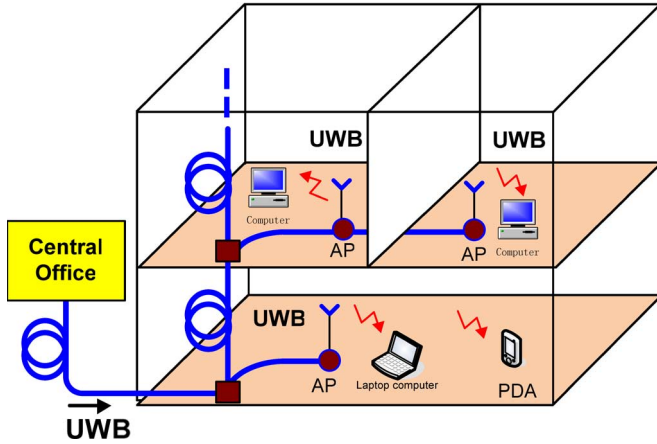 UWB
UWB
Computer
AP
AP
Computer
Central
Office
UWB
AP
Laptop computer
PDA
UWB